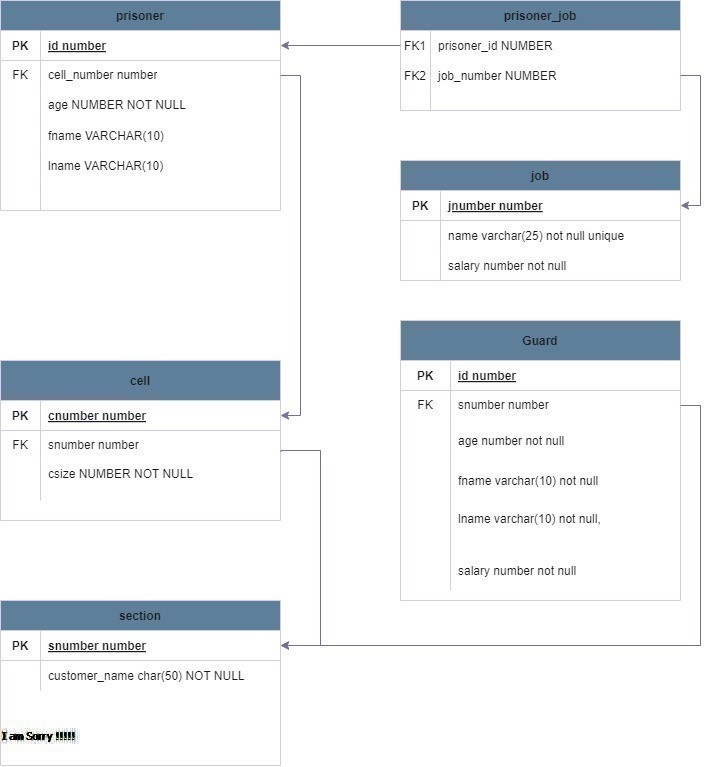 prisoner
PK id number
FK cell_number number
age NUMBER NOT NULL
fname VARCHAR(10)
lname VARCHAR(10)
prisoner_job
FK1 prisoner_id NUMBER
FK2 job_number NUMBER
job
PK jnumber number
name varchar(25) not null unique
salary number not null
Guard
PK id number
FK snumber number
age number not null
fname varchar(10) not null
lname varchar(10) not null,
salary number not null
cell
PK cnumber number
FK snumber number
csize NUMBER NOT NULL
section
PK snumber number
customer_name char(50) NOT NULL
I am Sorry !!!!!